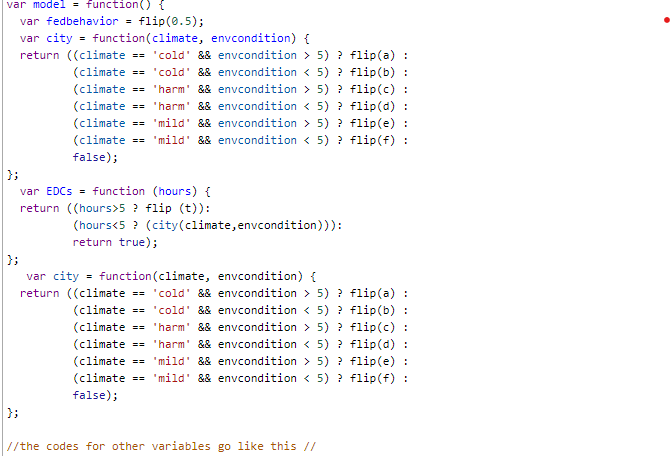 var model = function() {
  var fedbehavior = flip(0.5);
  var city = function(climate, envcondition) {
  return ((climate == 'cold' && envcondition > 5) ? flip(a) :
          (climate == 'cold' && envcondition < 5) ? flip(b) :
          (climate == 'harm' && envcondition > 5) ? flip(c) :
          (climate == 'harm' && envcondition < 5) ? flip(d) :
          (climate == 'mild' && envcondition > 5) ? flip(e) :
          (climate == 'mild' && envcondition < 5) ? flip(f) :
          false);
};
  var EDCs = function (hours) {
  return ((hours>5 ? flip (t)):
          (hours<5 ? (city(climate,envcondition))):
          return true);
};
   var city = function(climate, envcondition) {
  return ((climate == 'cold' && envcondition > 5) ? flip(a) :
          (climate == 'cold' && envcondition < 5) ? flip(b) :
          (climate == 'harm' && envcondition > 5) ? flip(c) :
          (climate == 'harm' && envcondition < 5) ? flip(d) :
          (climate == 'mild' && envcondition > 5) ? flip(e) :
          (climate == 'mild' && envcondition < 5) ? flip(f) :
          false);
};
//the codes for other variables go like this //